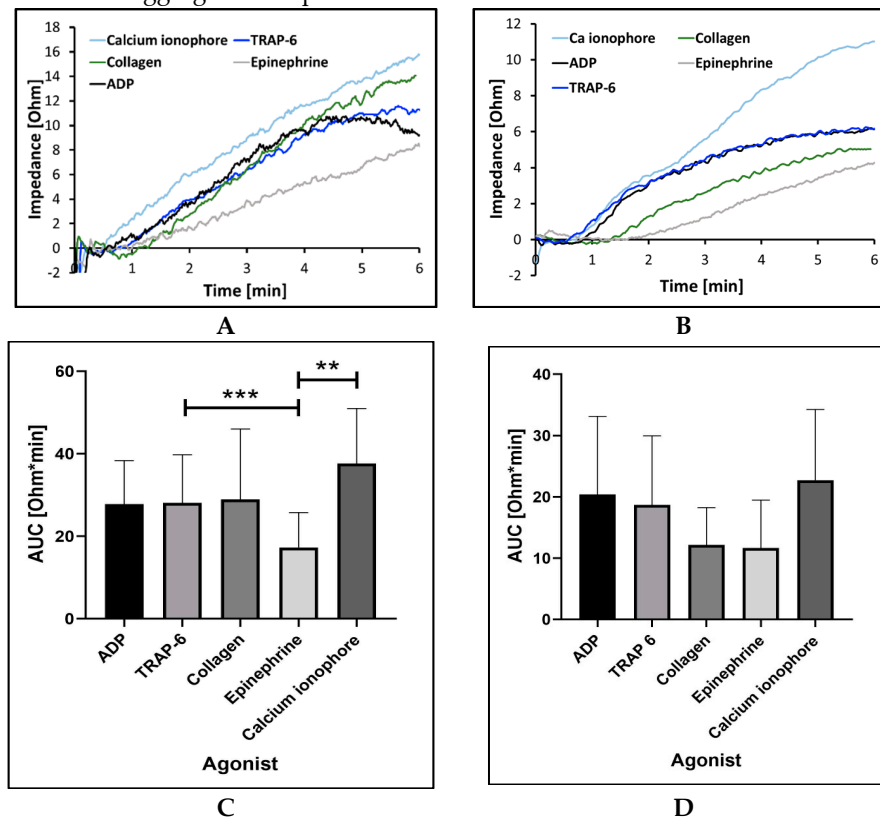 18
16
14
12
10
8
6
4
2
0
-2
Impedance [Ohm]
Calcium ionophore TRAP-6
Collagen Epinephrine
ADP
0 1 2 3 4 5 6
Time [min]
A
12
10
8
6
4
2
0
-2
Impedance [Ohm]
Ca ionophore Collagen
ADP Epinephrine
TRAP-6
0 1 2 3 4 5 6
Time [min]
B
60
40
20
0
AUC [Ohm*min]
*** **
ADP
TRAP-6
Collagen
Epinephrine
Calcium ionophore
Agonist
C
40
30
20
10
0
AUC [Ohm*min]
ADP
TRAP 6
Collagen
Epinephrine
Calcium ionophore
Agonist
D